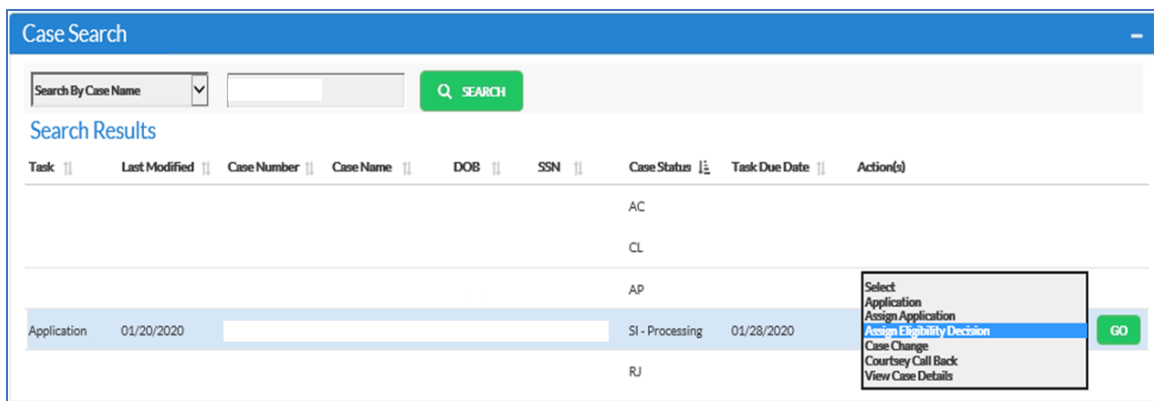 Case Search
Search By Case Name
SEARCH
Search Results
Task Last Modified Case Number Case Name DOB SSN Case Status Task Due Date Action(s)
AC
CL
AP
Select
Application
Assign Application
Application 01/20/2020 SI - Processing 01/28/2020 Assign Eligibility Decision GO
Case Change
Courtsey Call Back
View Case Details
RJ